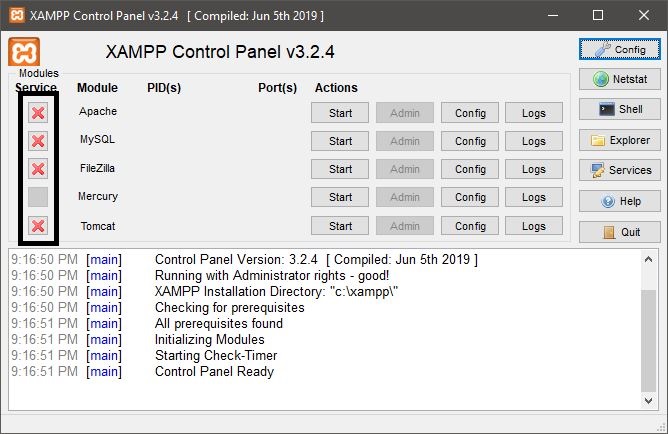 XAMPP Control Panel v3.2.4 [ Compiled: Jun 5th 2019 ]
XAMPP Control Panel v3.2.4
Config
Modules
Service Module PID(s) Port(s) Actions
Netstat
Apache Start Admin Config Logs
Shell
MySQL Start Admin Config Logs
Explorer
FileZilla Start Admin Config Logs
Services
Mercury Start Admin Config Logs
Help
Tomcat Start Admin Config Logs
Quit
9:16:50 PM [main] Control Panel Version: 3.2.4 [ Compiled: Jun 5th 2019 ]
9:16:50 PM [main] Running with Administrator rights - good!
9:16:50 PM [main] XAMPP Installation Directory: "c:\xampp\"
9:16:50 PM [main] Checking for prerequisites
9:16:51 PM [main] All prerequisites found
9:16:51 PM [main] Initializing Modules
9:16:51 PM [main] Starting Check-Timer
9:16:51 PM [main] Control Panel Ready